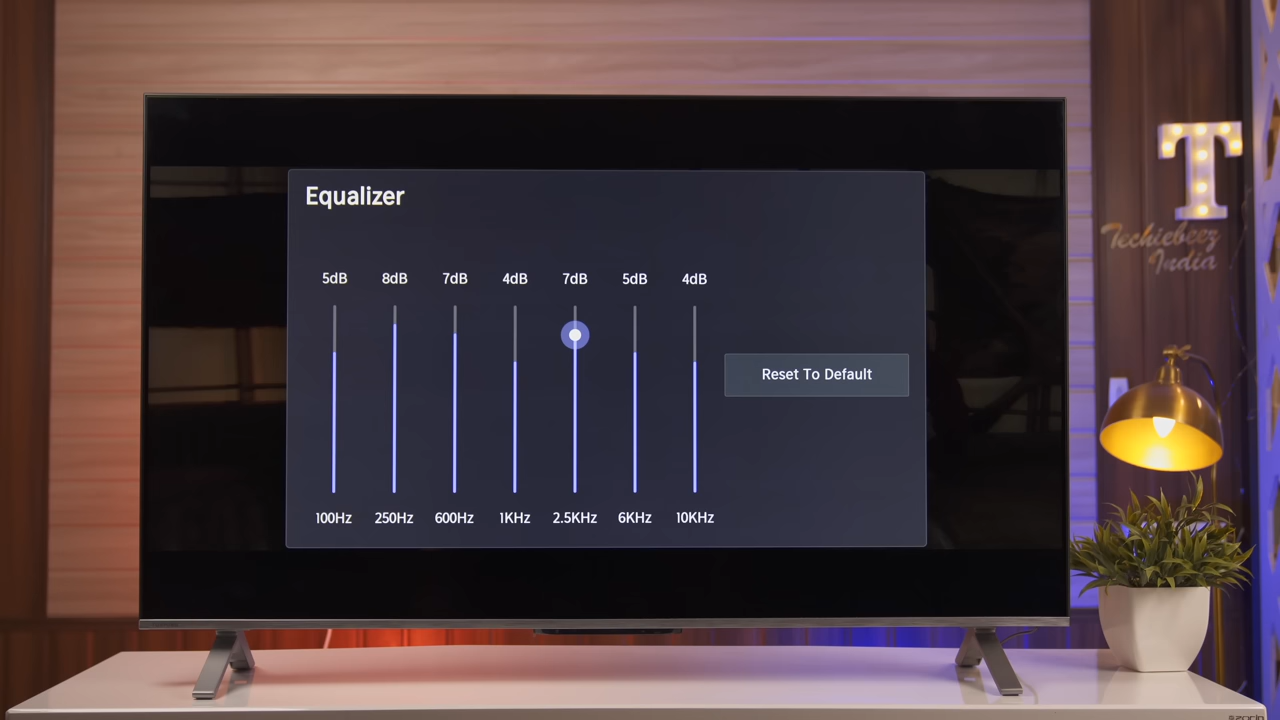 Equalizer
5dB 8dB 7dB 4dB 7dB 5dB 4dB
Reset To Default
100Hz 250Hz 600Hz 1KHz 2.5KHz 6KHz 10KHz
T
Techiebeez
India